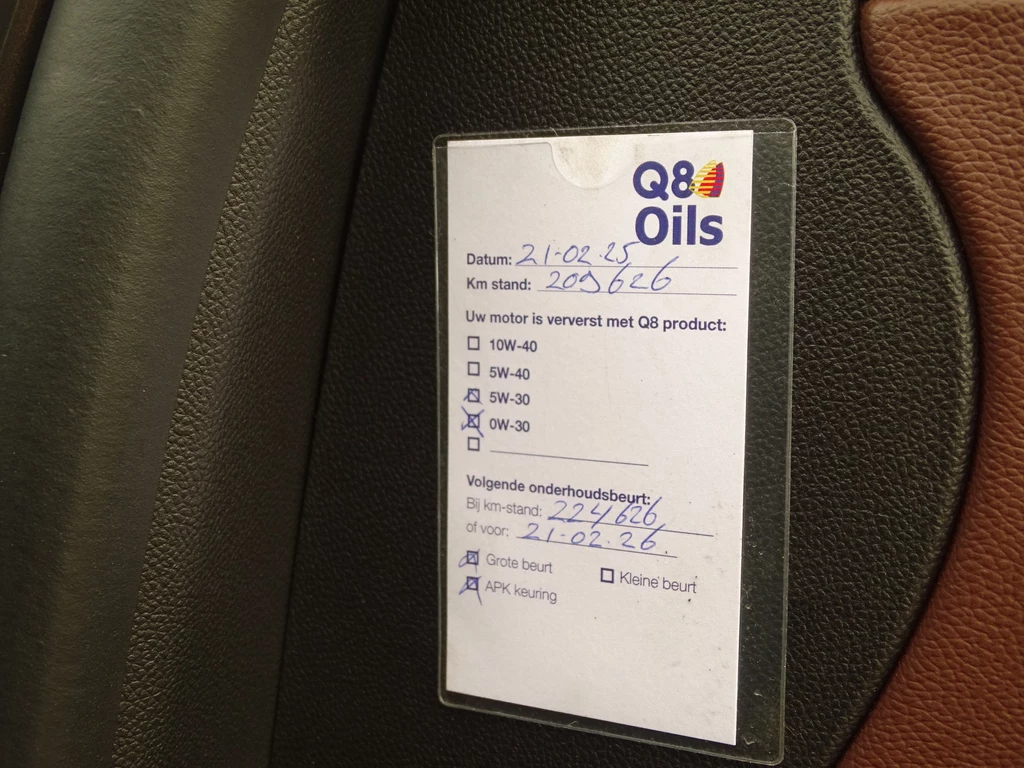 Q8
Oils
Datum: 21-02-25
Km stand: 209626
Uw motor is ververst met Q8 product:
10W-40
5W-40
5W-30
0W-30
Volgende onderhoudsbeurt:
Bij km-stand: 224626
of voor: 21-02-26.
Grote beurt Kleine beurt
APK keuring